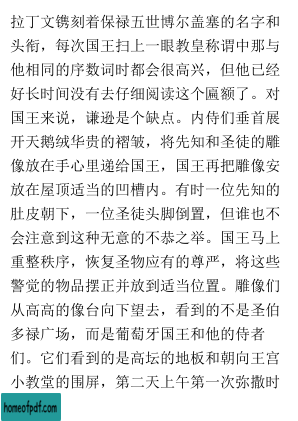 拉丁文镌刻着保禄五世博尔盖塞的名字和
头衔，每次国王扫上一眼教皇称谓中那与
他相同的序数词时都会很高兴，但他已经
好长时间没有去仔细阅读这个匾额了。对
国王来说，谦逊是个缺点。内侍们垂首展
开天鹅绒华贵的褶皱，将先知和圣徒的雕
像放在手心里递给国王，国王再把雕像安
放在屋顶适当的凹槽内。有时一位先知的
肚皮朝下，一位圣徒头脚倒置，但谁也不
会注意到这种无意的不恭之举。国王马上
重整秩序，恢复圣物应有的尊严，将这些
警觉的物品摆正并放到适当位置。雕像们
从高高的像台向下望去，看到的不是圣伯
多禄广场，而是葡萄牙国王和他的侍者
们。它们看到的是高坛的地板和朝向王宫
小教堂的围屏，第二天上午第一次弥撒时
homeofpdf.com